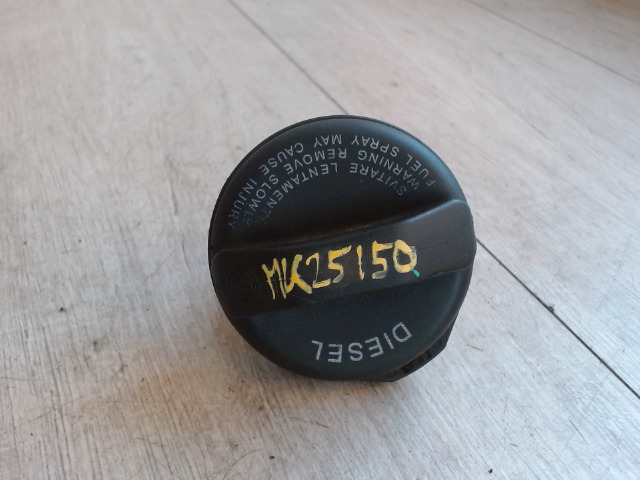 SVITARE LENTAMENTE
WARNING REMOVE SLOWLY
FUEL SPRAY MAY CAUSE INJURY
MK25150
DIESEL